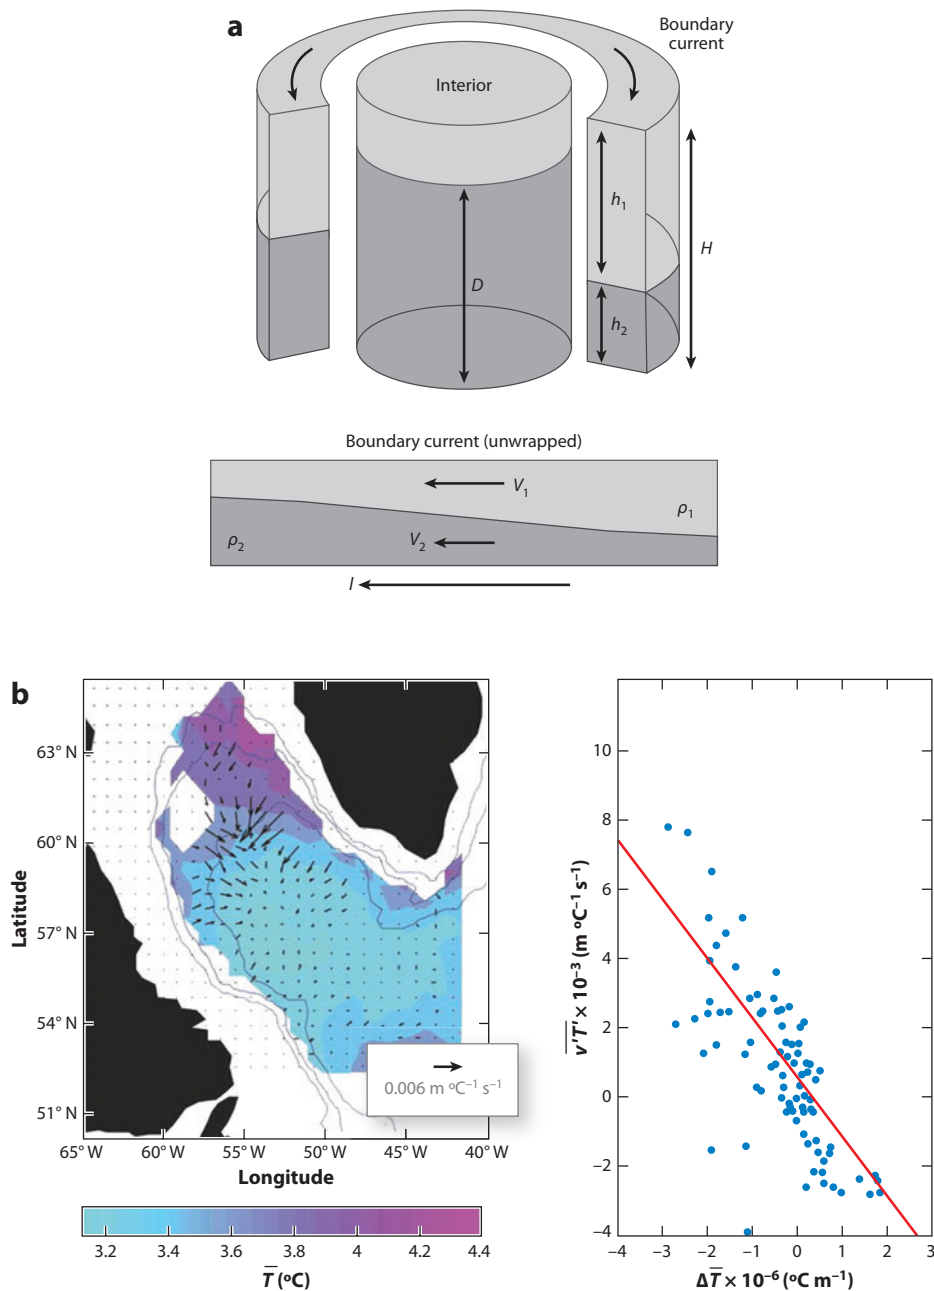 a
Boundary
current
Interior
h1
H
D
h2
Boundary current (unwrapped)
V1
ρ1
ρ2
V2
l
b
63° N
60° N
57° N
54° N
51° N
Latitude
0.006 m °C⁻¹ s⁻¹
65° W 60° W 55° W 50° W 45° W 40° W
Longitude
3.2 3.4 3.6 3.8 4 4.2 4.4
T̅ (°C)
10
8
6
4
2
0
−2
−4
v′T′ × 10⁻³ (m °C⁻¹ s⁻¹)
−4 −3 −2 −1 0 1 2 3
ΔT̅ × 10⁻⁶ (°C m⁻¹)